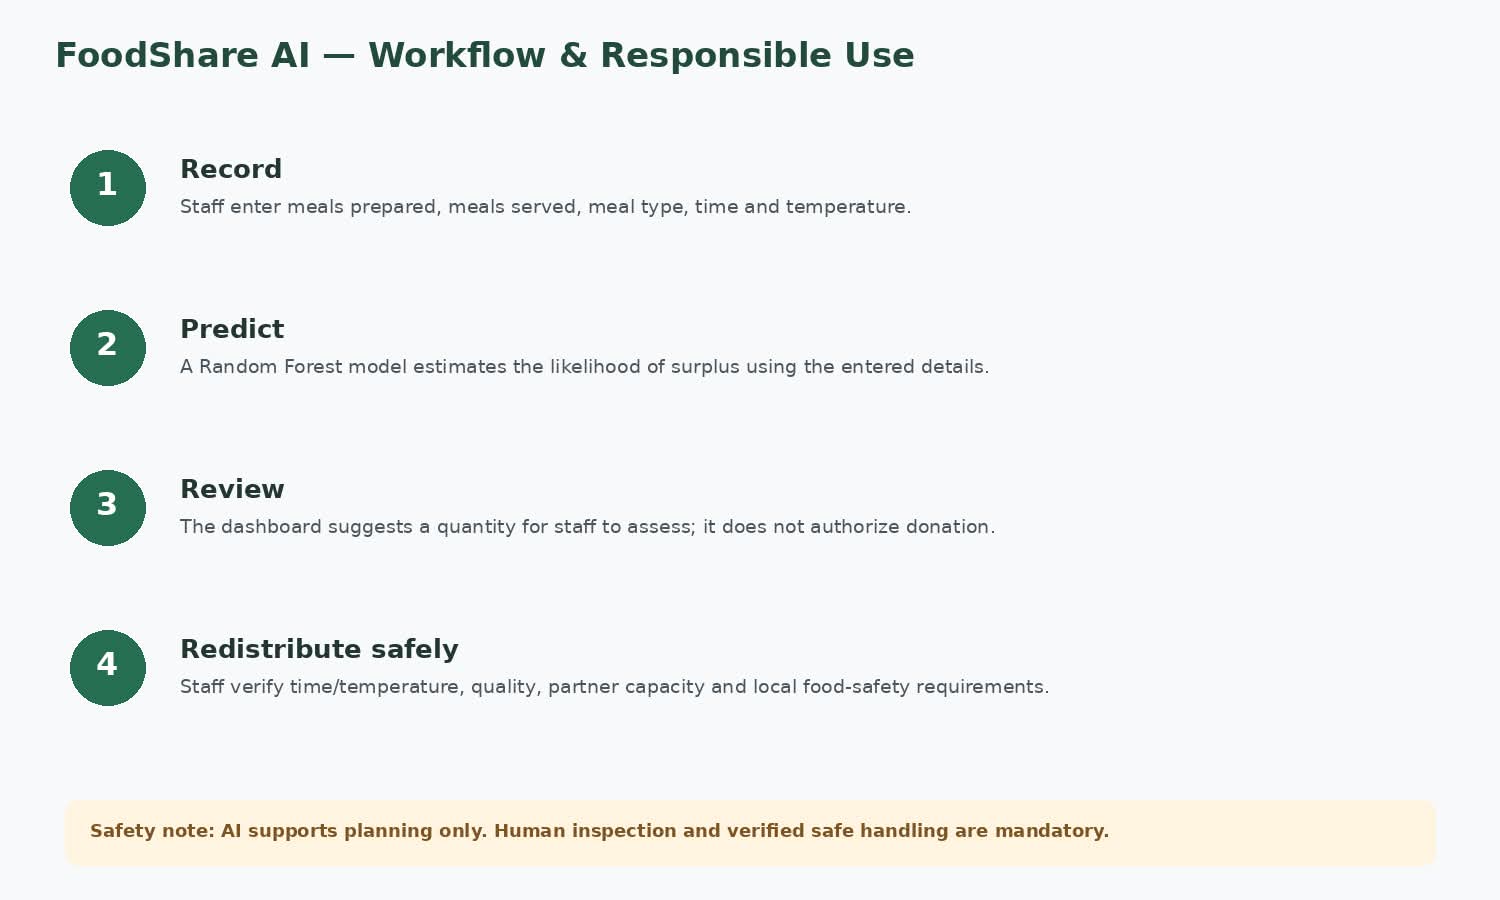 FoodShare AI — Workflow & Responsible Use
1
Record
Staff enter meals prepared, meals served, meal type, time and temperature.
2
Predict
A Random Forest model estimates the likelihood of surplus using the entered details.
3
Review
The dashboard suggests a quantity for staff to assess; it does not authorize donation.
4
Redistribute safely
Staff verify time/temperature, quality, partner capacity and local food-safety requirements.
Safety note: AI supports planning only. Human inspection and verified safe handling are mandatory.